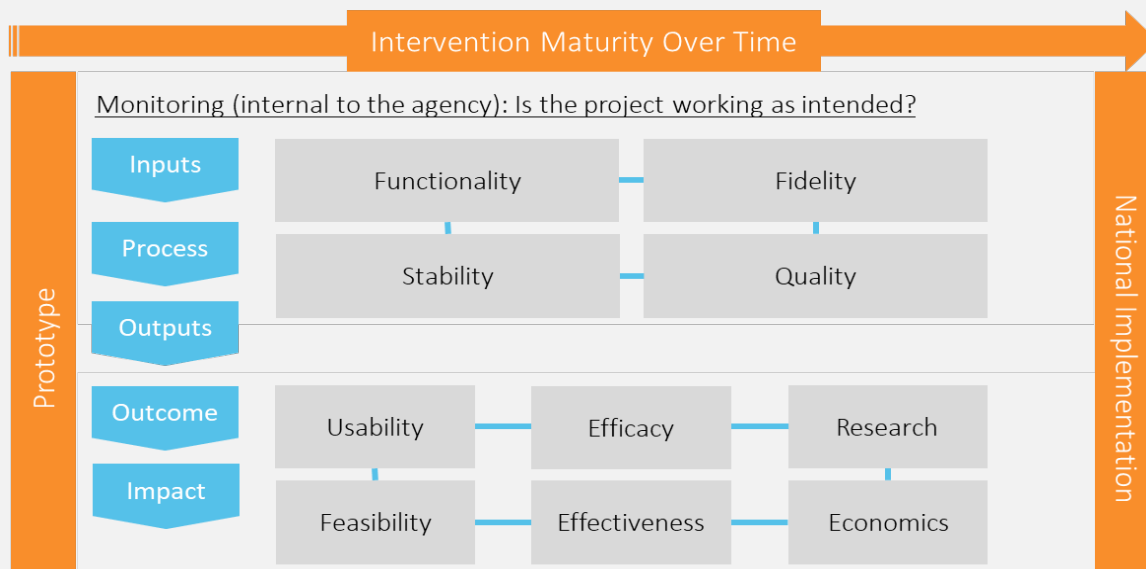 Intervention Maturity Over Time
Monitoring (internal to the agency): Is the project working as intended?
Prototype
Inputs
Functionality
Fidelity
Process
Stability
Quality
Outputs
Outcome
Usability
Efficacy
Research
Impact
Feasibility
Effectiveness
Economics
National Implementation